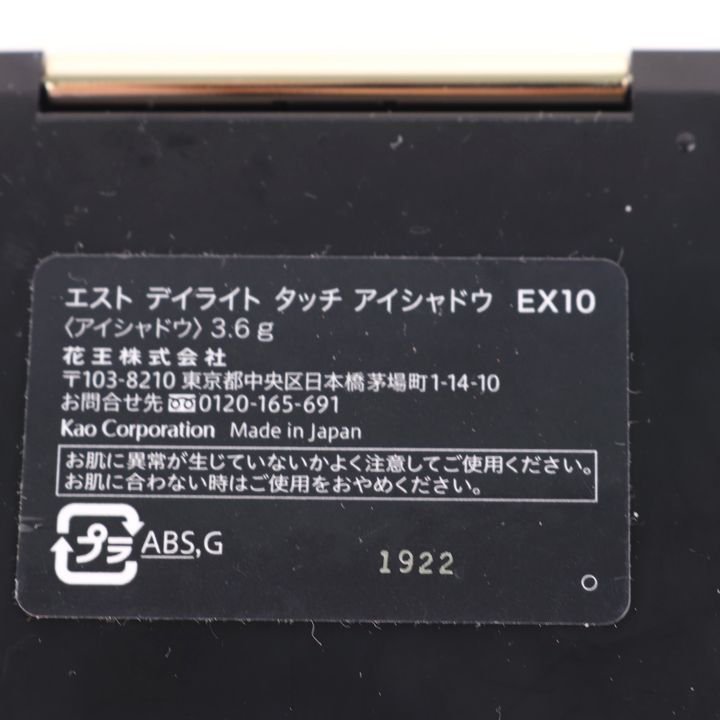 エスト デイライト タッチ アイシャドウ EX10
〈アイシャドウ〉 3.6 g
花王株式会社
〒103-8210 東京都中央区日本橋茅場町1-14-10
お問合せ先 0120-165-691
Kao Corporation Made in Japan
お肌に異常が生じていないかよく注意してご使用ください。
お肌に合わない時はご使用をおやめください。
プラ ABS,G
1922